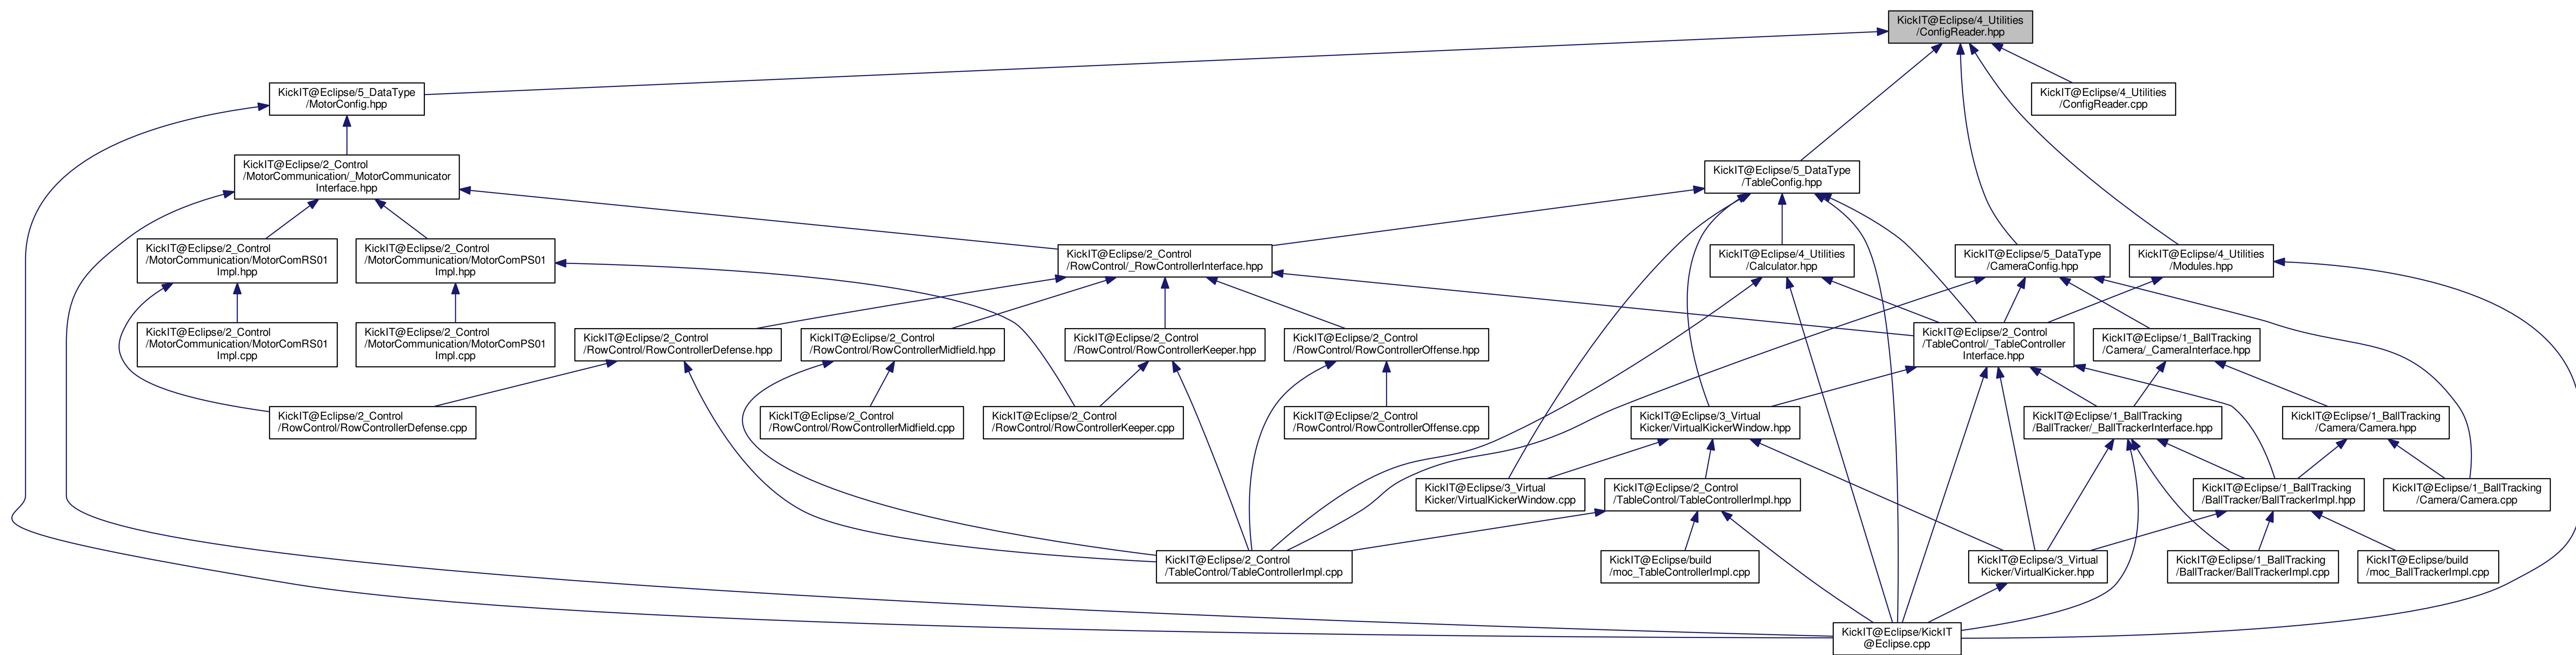 KickIT@Eclipse/4_Utilities
/ConfigReader.hpp
KickIT@Eclipse/5_DataType
/MotorConfig.hpp
KickIT@Eclipse/4_Utilities
/ConfigReader.cpp
KickIT@Eclipse/2_Control
/MotorCommunication/_MotorCommunicator
Interface.hpp
KickIT@Eclipse/5_DataType
/TableConfig.hpp
KickIT@Eclipse/2_Control
/MotorCommunication/MotorComRS01
Impl.hpp
KickIT@Eclipse/2_Control
/MotorCommunication/MotorComPS01
Impl.hpp
KickIT@Eclipse/2_Control
/RowControl/_RowControllerInterface.hpp
KickIT@Eclipse/4_Utilities
/Calculator.hpp
KickIT@Eclipse/5_DataType
/CameraConfig.hpp
KickIT@Eclipse/4_Utilities
/Modules.hpp
KickIT@Eclipse/2_Control
/MotorCommunication/MotorComRS01
Impl.cpp
KickIT@Eclipse/2_Control
/MotorCommunication/MotorComPS01
Impl.cpp
KickIT@Eclipse/2_Control
/RowControl/RowControllerDefense.hpp
KickIT@Eclipse/2_Control
/RowControl/RowControllerMidfield.hpp
KickIT@Eclipse/2_Control
/RowControl/RowControllerKeeper.hpp
KickIT@Eclipse/2_Control
/RowControl/RowControllerOffense.hpp
KickIT@Eclipse/2_Control
/TableControl/_TableController
Interface.hpp
KickIT@Eclipse/1_BallTracking
/Camera/_CameraInterface.hpp
KickIT@Eclipse/2_Control
/RowControl/RowControllerDefense.cpp
KickIT@Eclipse/2_Control
/RowControl/RowControllerMidfield.cpp
KickIT@Eclipse/2_Control
/RowControl/RowControllerKeeper.cpp
KickIT@Eclipse/2_Control
/RowControl/RowControllerOffense.cpp
KickIT@Eclipse/3_Virtual
Kicker/VirtualKickerWindow.hpp
KickIT@Eclipse/1_BallTracking
/BallTracker/_BallTrackerInterface.hpp
KickIT@Eclipse/1_BallTracking
/Camera/Camera.hpp
KickIT@Eclipse/3_Virtual
Kicker/VirtualKickerWindow.cpp
KickIT@Eclipse/2_Control
/TableControl/TableControllerImpl.hpp
KickIT@Eclipse/1_BallTracking
/BallTracker/BallTrackerImpl.hpp
KickIT@Eclipse/1_BallTracking
/Camera/Camera.cpp
KickIT@Eclipse/2_Control
/TableControl/TableControllerImpl.cpp
KickIT@Eclipse/build
/moc_TableControllerImpl.cpp
KickIT@Eclipse/3_Virtual
Kicker/VirtualKicker.hpp
KickIT@Eclipse/1_BallTracking
/BallTracker/BallTrackerImpl.cpp
KickIT@Eclipse/build
/moc_BallTrackerImpl.cpp
KickIT@Eclipse/KickIT
@Eclipse.cpp